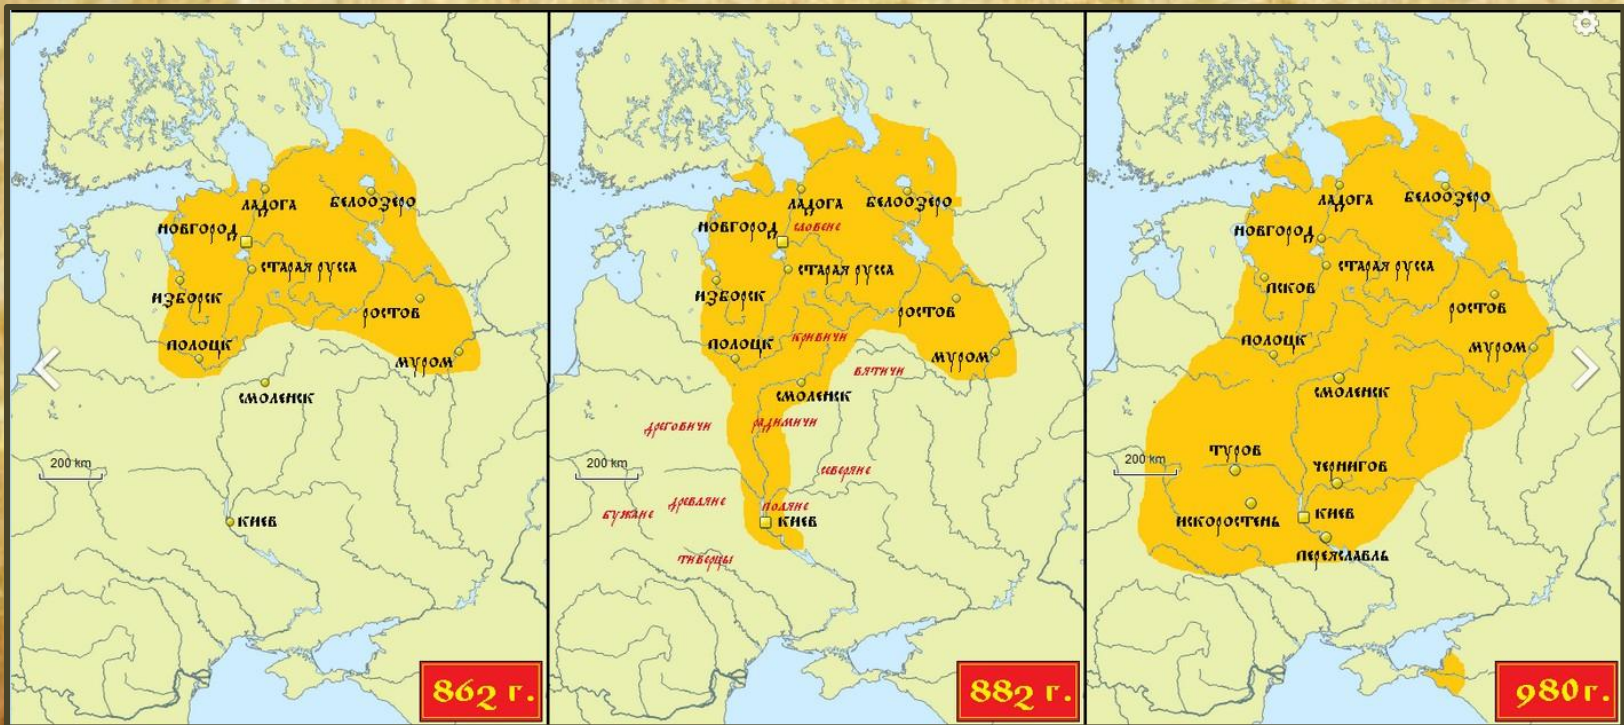 ЛАДОГА
БЕЛООЗЕРО
НОВГОРОД
СТАРАЯ РУССА
ИЗБОРСК
РОСТОВ
ПОЛОЦК
МУРОМ
СМОЛЕНСК
200 km
КИЕВ
862 г.
ЛАДОГА
БЕЛООЗЕРО
НОВГОРОД
словене
СТАРАЯ РУССА
ИЗБОРСК
РОСТОВ
кривичи
ПОЛОЦК
МУРОМ
вятичи
СМОЛЕНСК
дреговичи
радимичи
200 km
северяне
древляне
поляне
бужане
КИЕВ
тиверцы
882 г.
ЛАДОГА
БЕЛООЗЕРО
НОВГОРОД
СТАРАЯ РУССА
ПСКОВ
РОСТОВ
ПОЛОЦК
МУРОМ
СМОЛЕНСК
200 km
ТУРОВ
ЧЕРНИГОВ
ИСКОРОСТЕНЬ
КИЕВ
ПЕРЕЯСЛАВЛЬ
980 г.